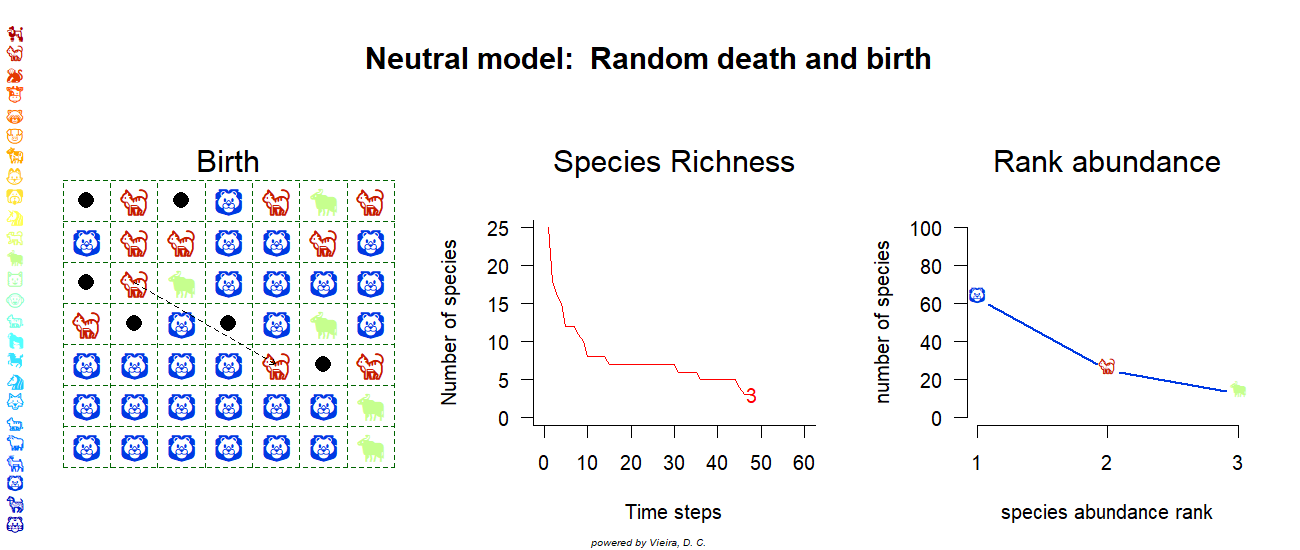 Neutral model:  Random death and birth
Birth
Species Richness
Number of species
25
20
15
10
5
0
3
0 10 20 30 40 50 60
Time steps
Rank abundance
number of species
100
80
60
40
20
0
1 2 3
species abundance rank
powered by Vieira, D. C.